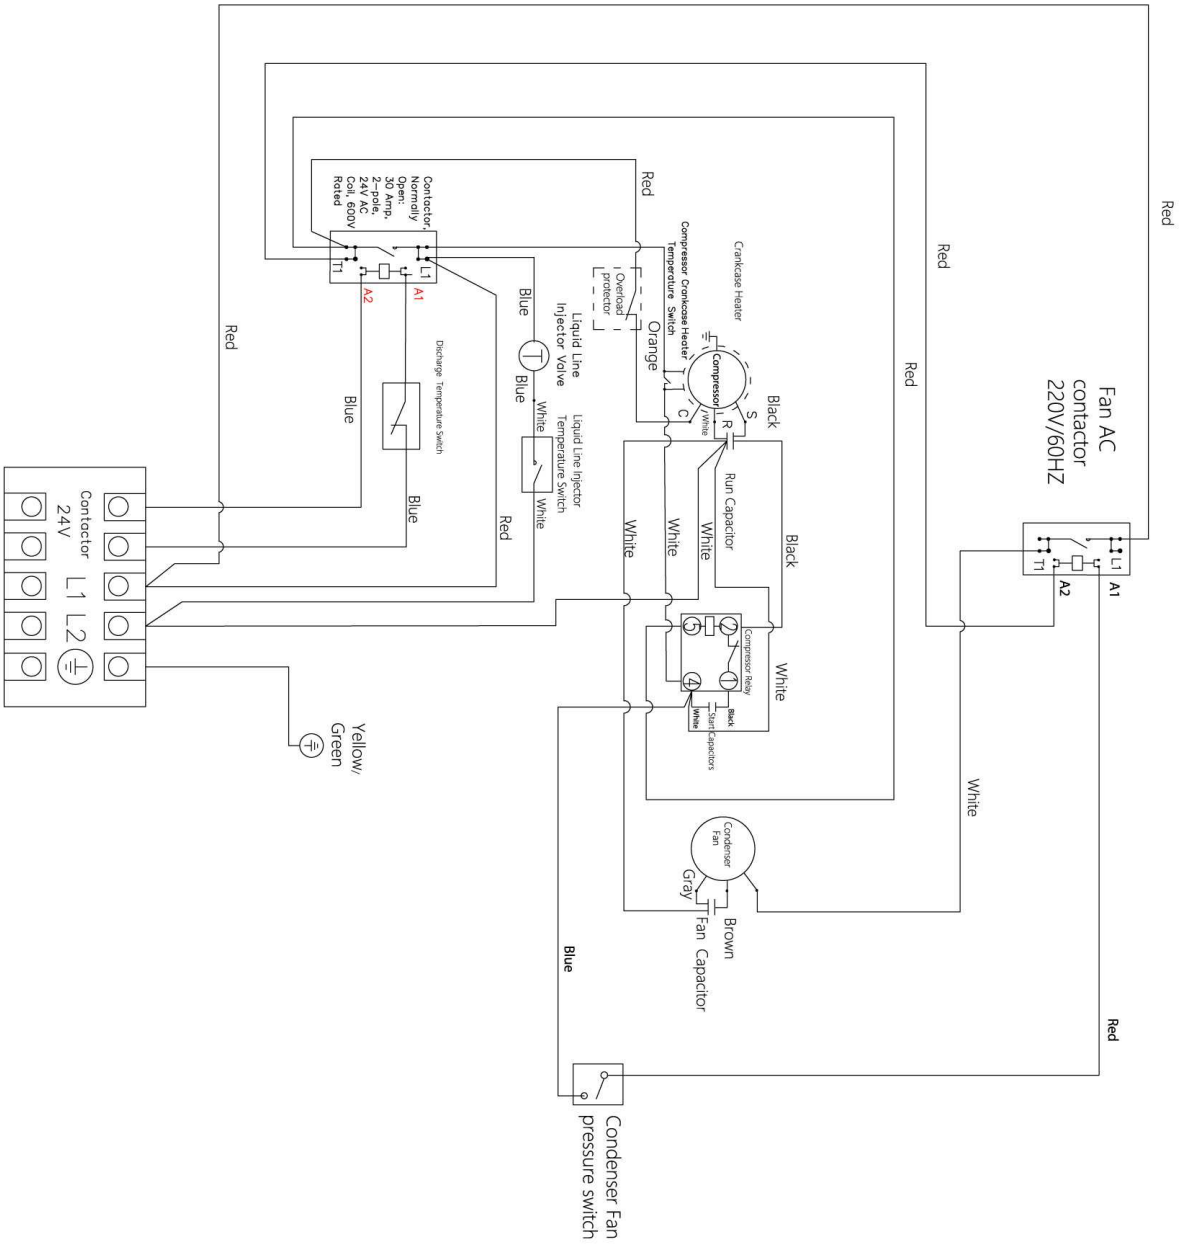 Red
Red
Red
Red
Red
Fan AC
contactor
220V/60HZ
L1
T1
A1
A2
Contactor,
Normally
Open:
30 Amp,
2-pole,
24V AC
Coil, 600V
Rated
L1
T1
A1
A2
Crankcase Heater
Compressor Crankcase Heater
Temperature Switch
Overload
protector
Orange
Compressor
S
R
C
White
Black
Run Capacitor
Blue
Liquid Line
Injector Valve
T
Blue
White
Liquid Line Injector
Temperature Switch
White
Discharge Temperature Switch
Blue
Blue
Red
White
White
White
Black
Compressor Relay
5
2
4
1
White
Black
White
Start Capacitors
Contactor
24V
L1
L2
Yellow/
Green
White
Condenser
Fan
Gray
Brown
Fan Capacitor
Blue
Red
Condenser Fan
pressure switch